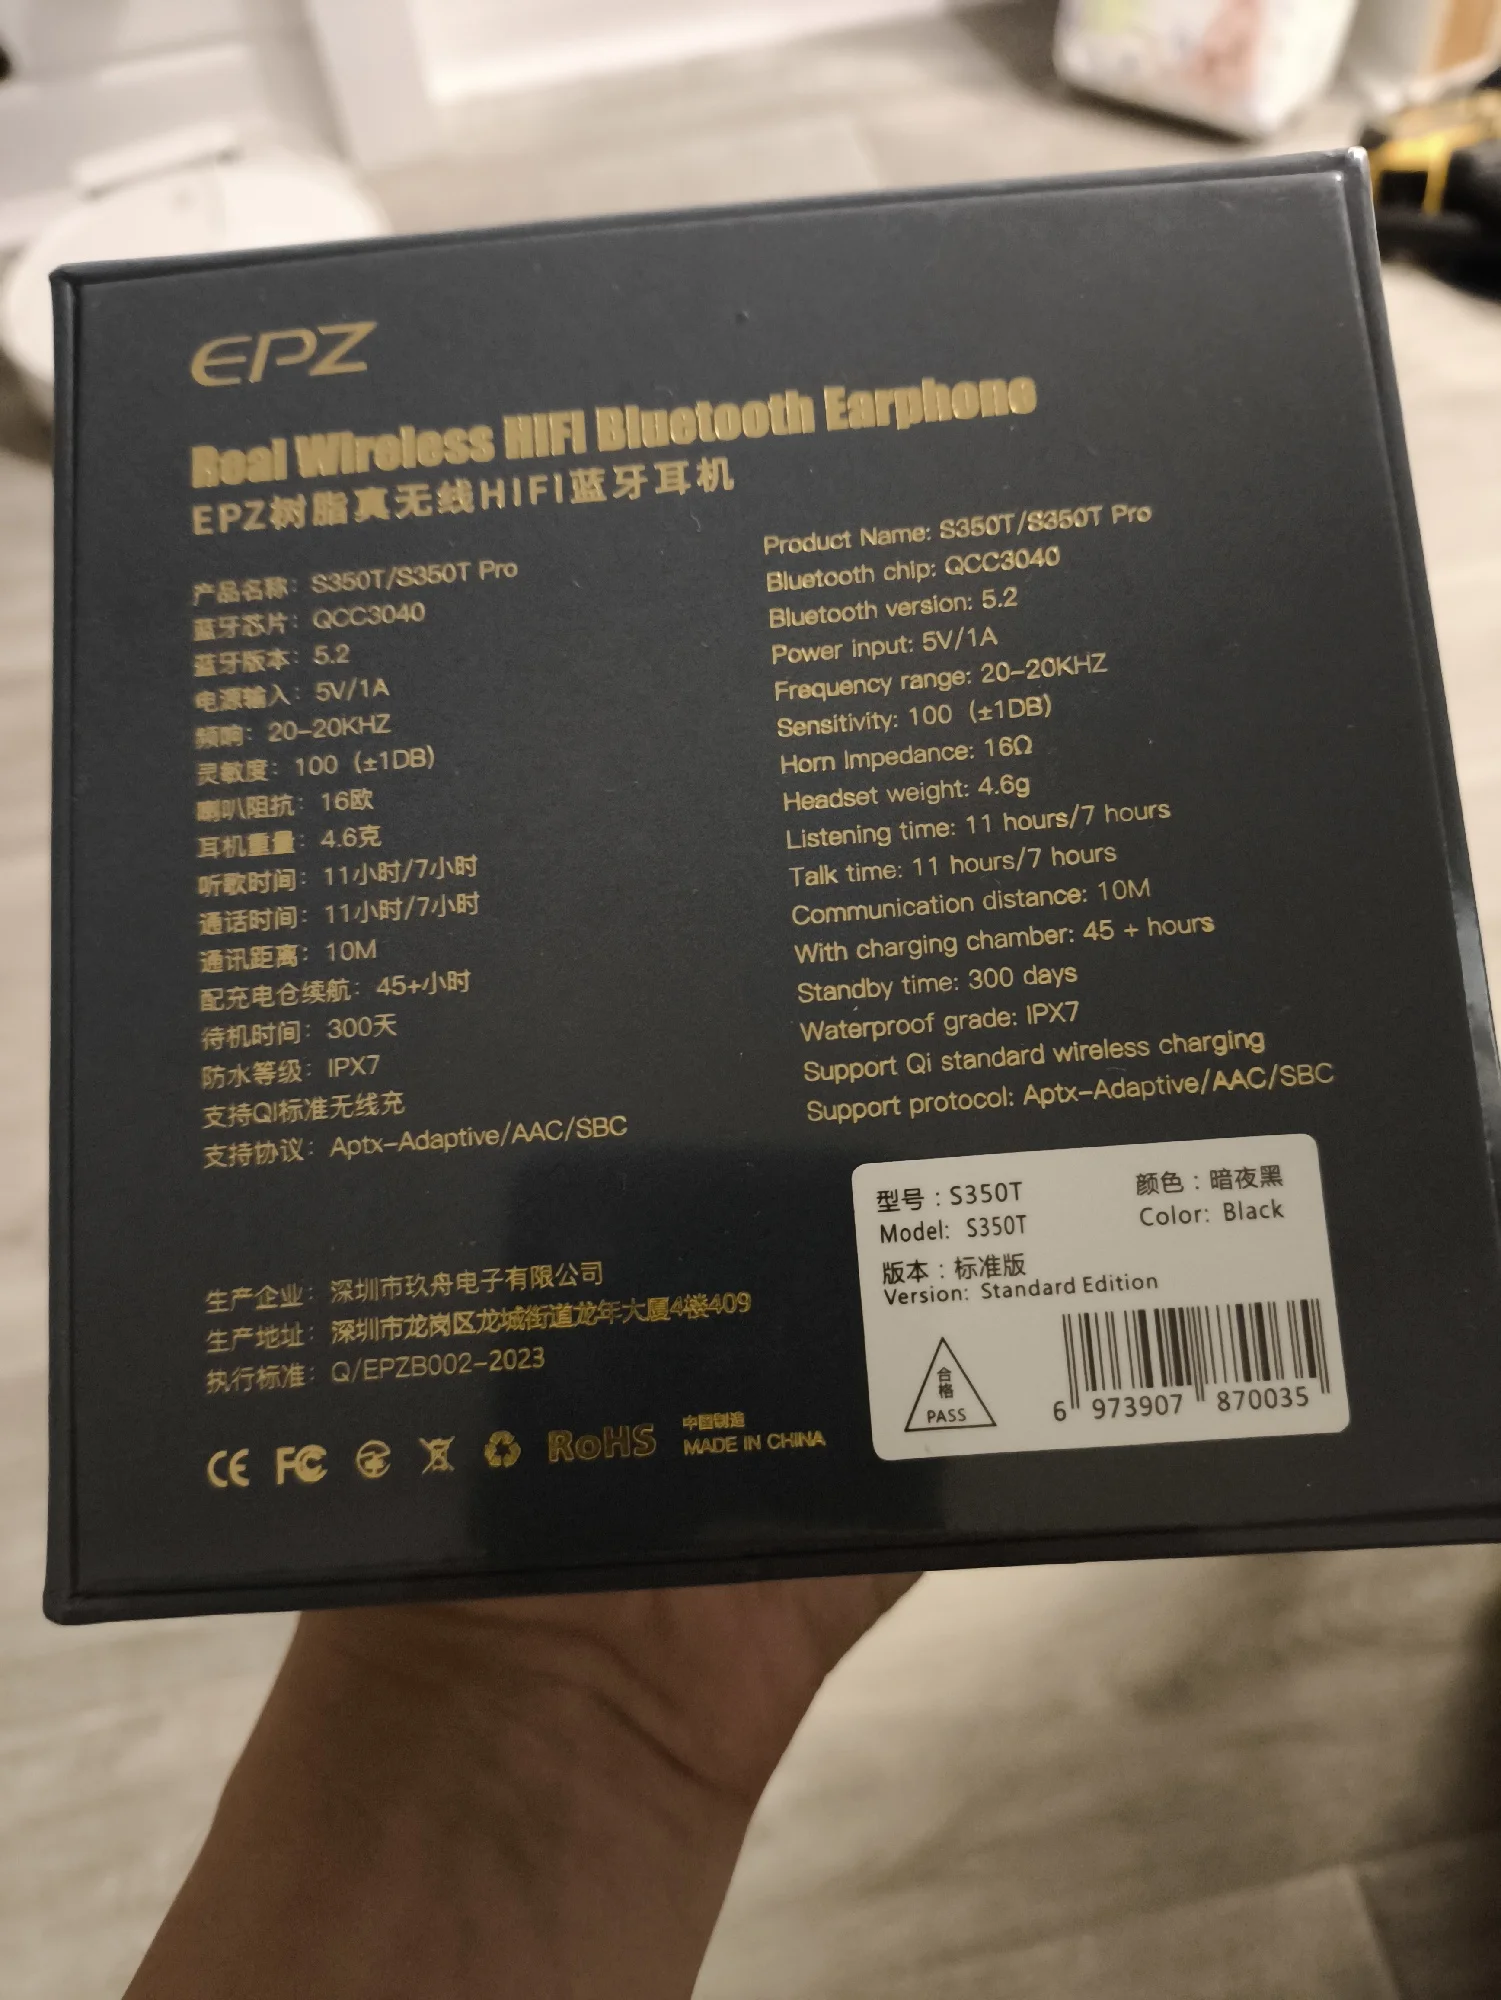 EPZ
Real Wireless HIFI Bluetooth Earphone
EPZ树脂真无线HIFI蓝牙耳机
产品名称：S350T/S350T Pro
蓝牙芯片：QCC3040
蓝牙版本：5.2
电源输入：5V/1A
频响：20-20KHZ
灵敏度：100（±1DB）
喇叭阻抗：16欧
耳机重量：4.6克
听歌时间：11小时/7小时
通话时间：11小时/7小时
通讯距离：10M
配充电仓续航：45+小时
待机时间：300天
防水等级：IPX7
支持QI标准无线充
支持协议：Aptx-Adaptive/AAC/SBC
Product Name: S350T/S350T Pro
Bluetooth chip: QCC3040
Bluetooth version: 5.2
Power input: 5V/1A
Frequency range: 20-20KHZ
Sensitivity: 100（±1DB）
Horn Impedance: 16Ω
Headset weight: 4.6g
Listening time: 11 hours/7 hours
Talk time: 11 hours/7 hours
Communication distance: 10M
With charging chamber: 45 + hours
Standby time: 300 days
Waterproof grade: IPX7
Support Qi standard wireless charging
Support protocol: Aptx-Adaptive/AAC/SBC
生产企业：深圳市玖舟电子有限公司
生产地址：深圳市龙岗区龙城街道龙年大厦4楼409
执行标准：Q/EPZB002-2023
CE FC RoHS
中国制造
MADE IN CHINA
型号：S350T 颜色：暗夜黑
Model: S350T Color: Black
版本：标准版
Version: Standard Edition
合格
PASS
6 973907 870035